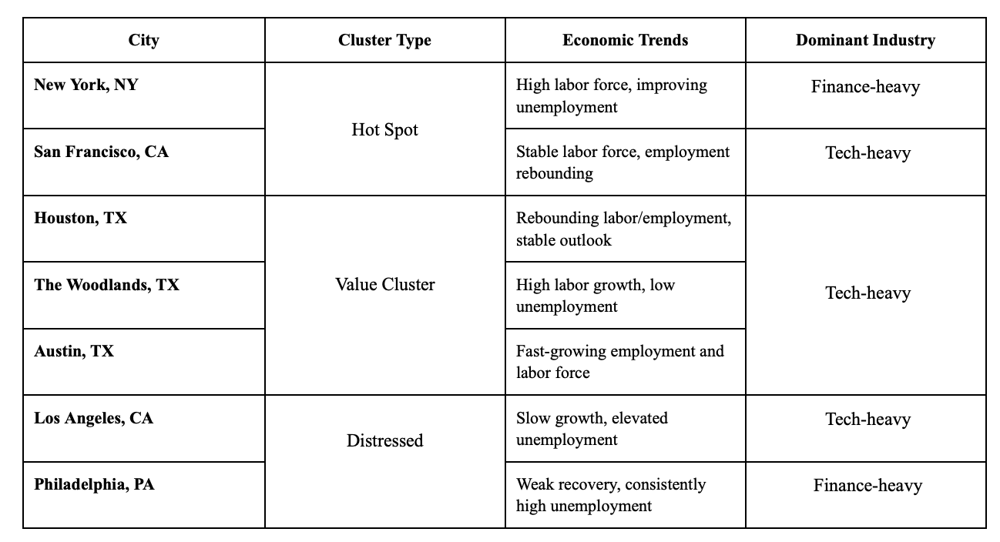 City
Cluster Type
Economic Trends
Dominant Industry
New York, NY
Hot Spot
High labor force, improving
unemployment
Finance-heavy
San Francisco, CA
Stable labor force, employment
rebounding
Tech-heavy
Houston, TX
Value Cluster
Rebounding labor/employment,
stable outlook
Tech-heavy
The Woodlands, TX
High labor growth, low
unemployment
Austin, TX
Fast-growing employment and
labor force
Los Angeles, CA
Distressed
Slow growth, elevated
unemployment
Tech-heavy
Philadelphia, PA
Weak recovery, consistently
high unemployment
Finance-heavy